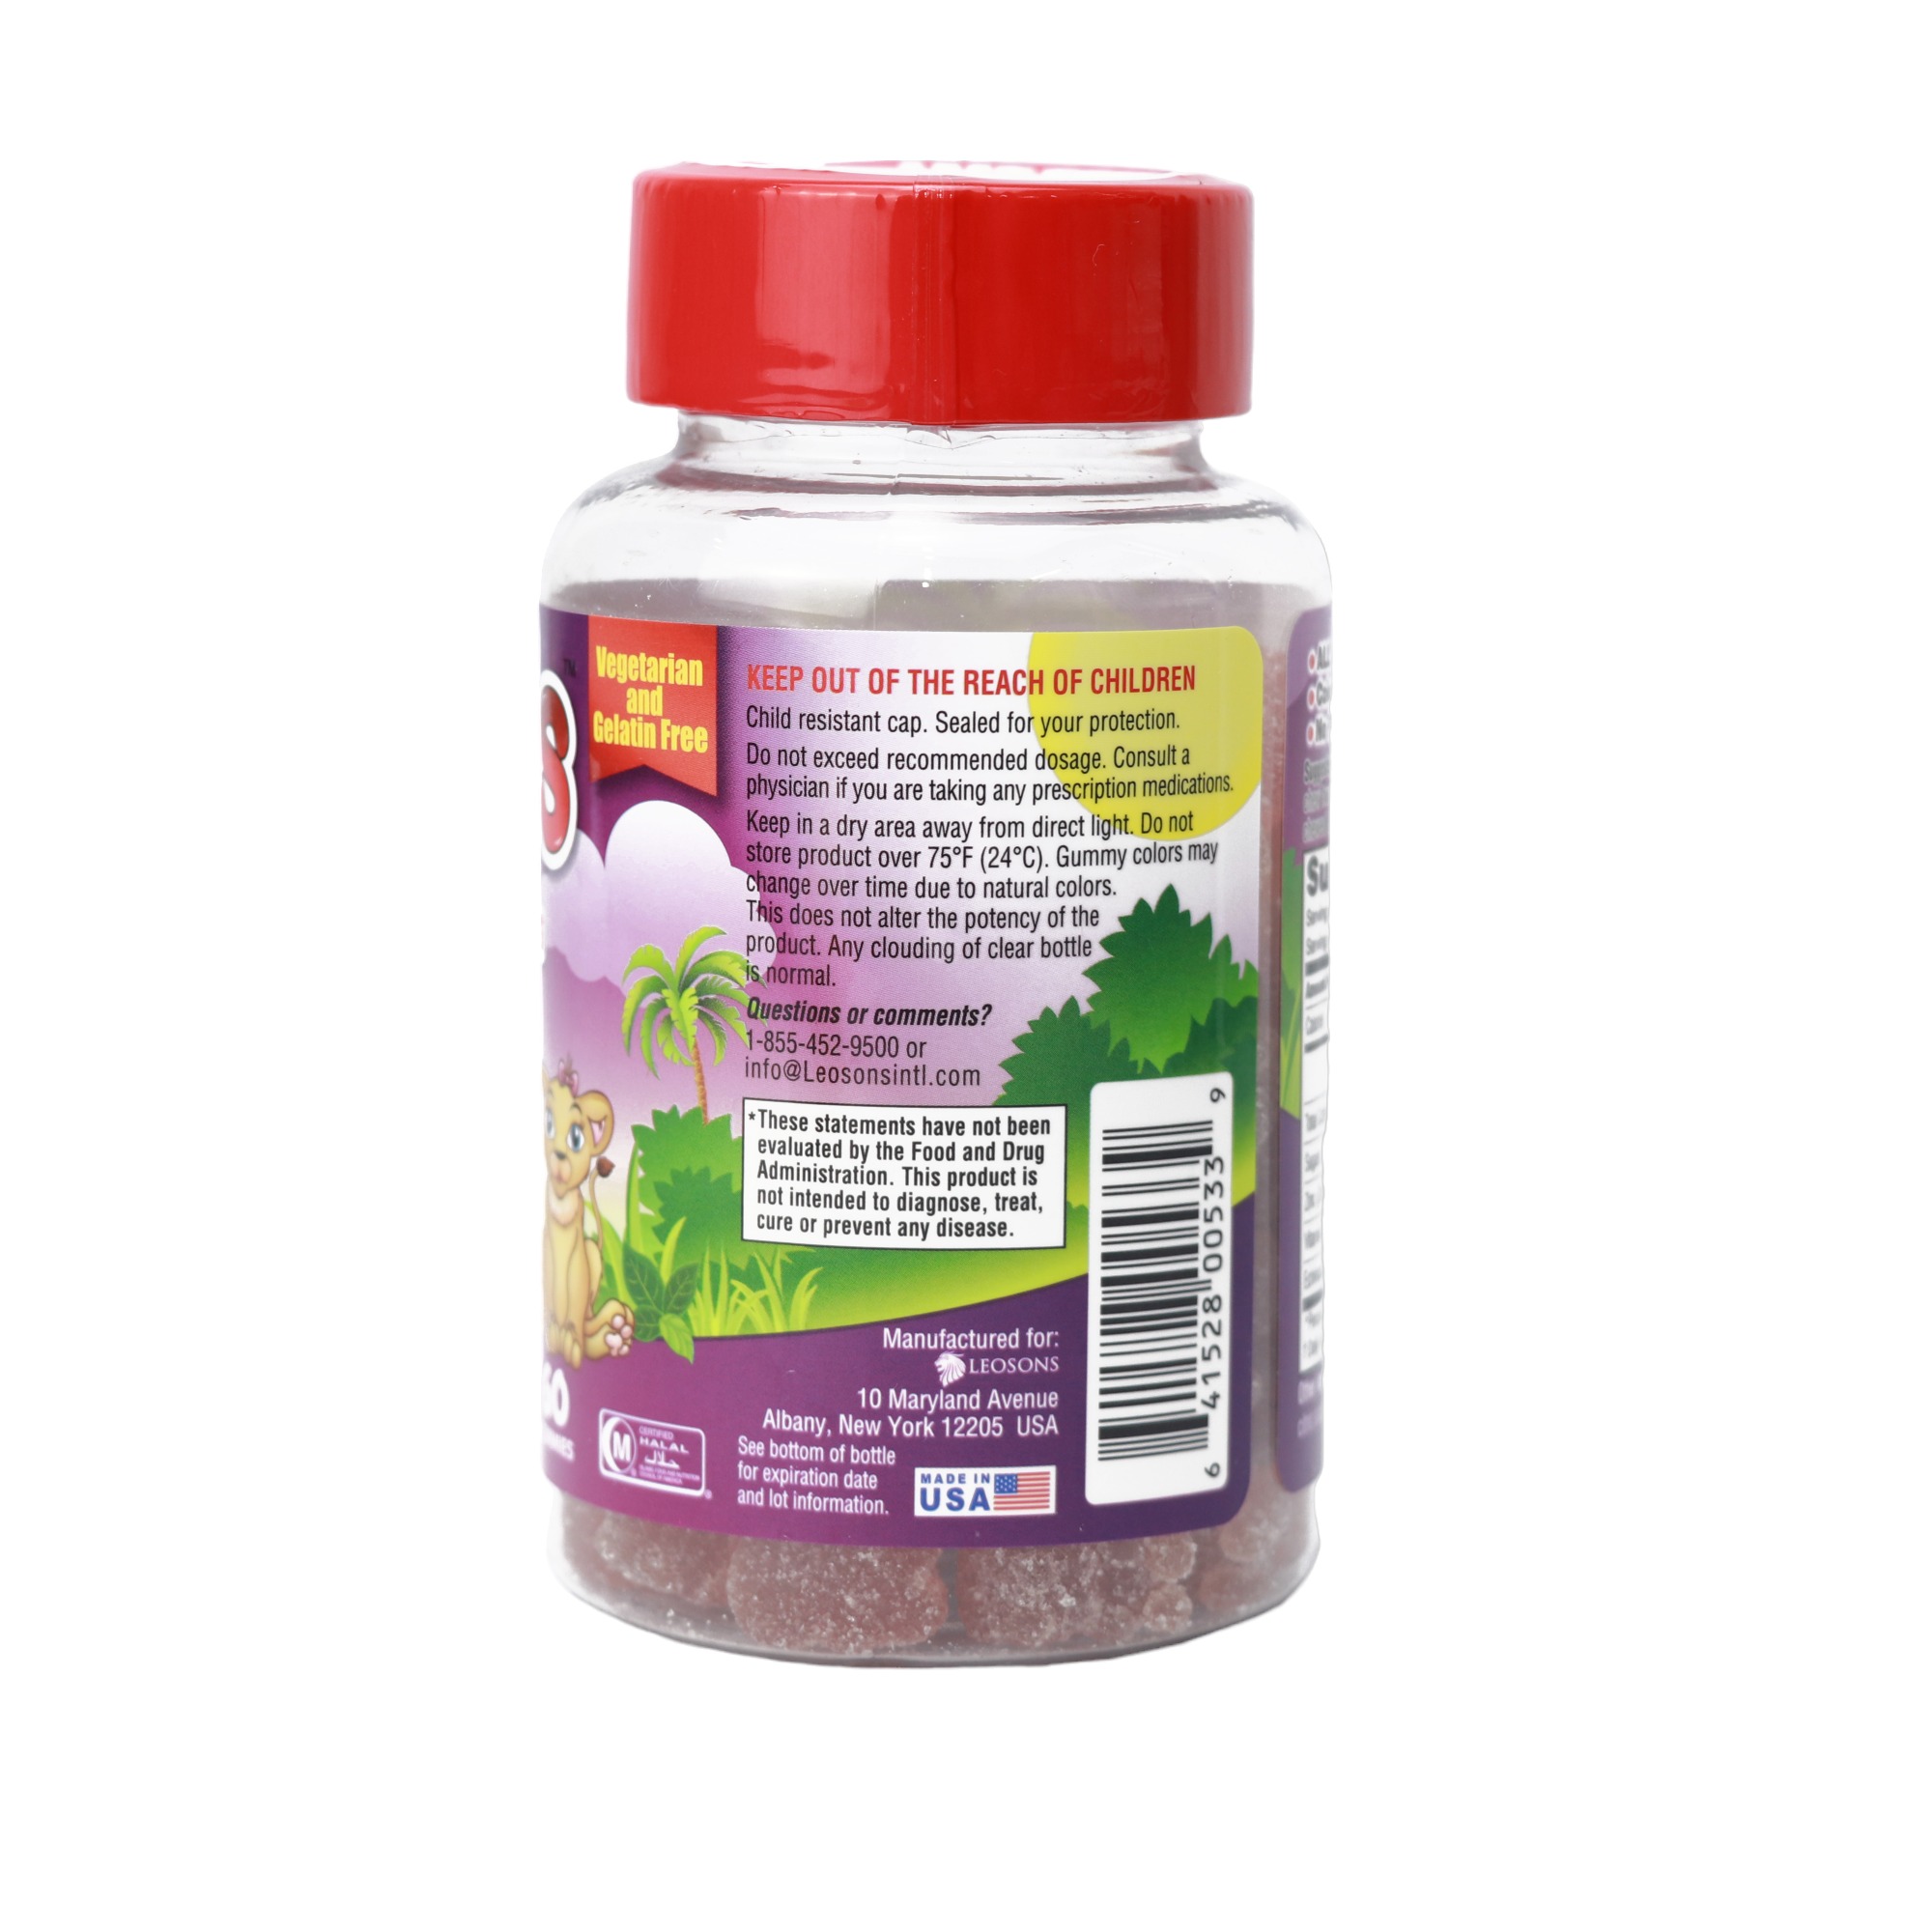 Vegetarian
and
Gelatin Free
KEEP OUT OF THE REACH OF CHILDREN
Child resistant cap. Sealed for your protection.
Do not exceed recommended dosage. Consult a
physician if you are taking any prescription medications.
Keep in a dry area away from direct light. Do not
store product over 75°F (24°C). Gummy colors may
change over time due to natural colors.
This does not alter the potency of the
product. Any clouding of clear bottle
is normal.
Questions or comments?
1-855-452-9500 or
info@Leosonsintl.com
*These statements have not been
evaluated by the Food and Drug
Administration. This product is
not intended to diagnose, treat,
cure or prevent any disease.
Manufactured for:
LEOSONS
10 Maryland Avenue
Albany, New York 12205 USA
See bottom of bottle
for expiration date
and lot information.
MADE IN
USA
6 41528 00533 9
60
M
CERTIFIED
HALAL
حلال
S™